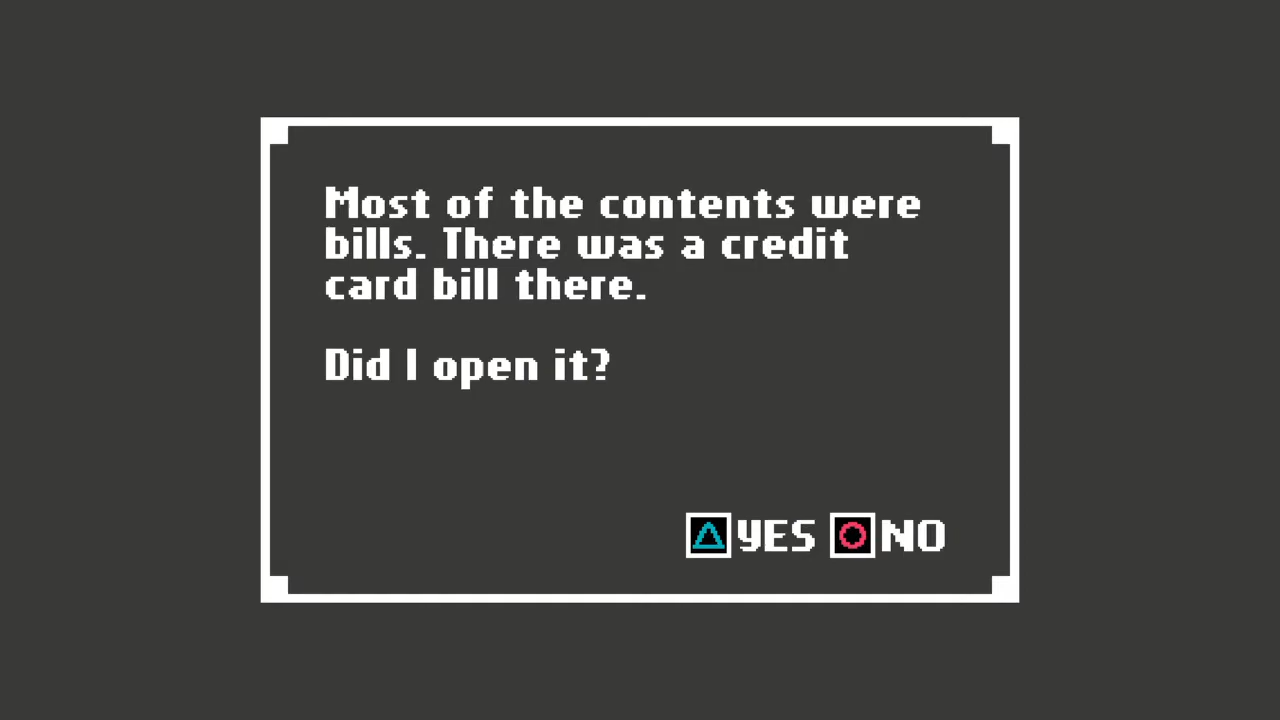 Most of the contents were
bills. There was a credit
card bill there.
Did I open it?
YES NO